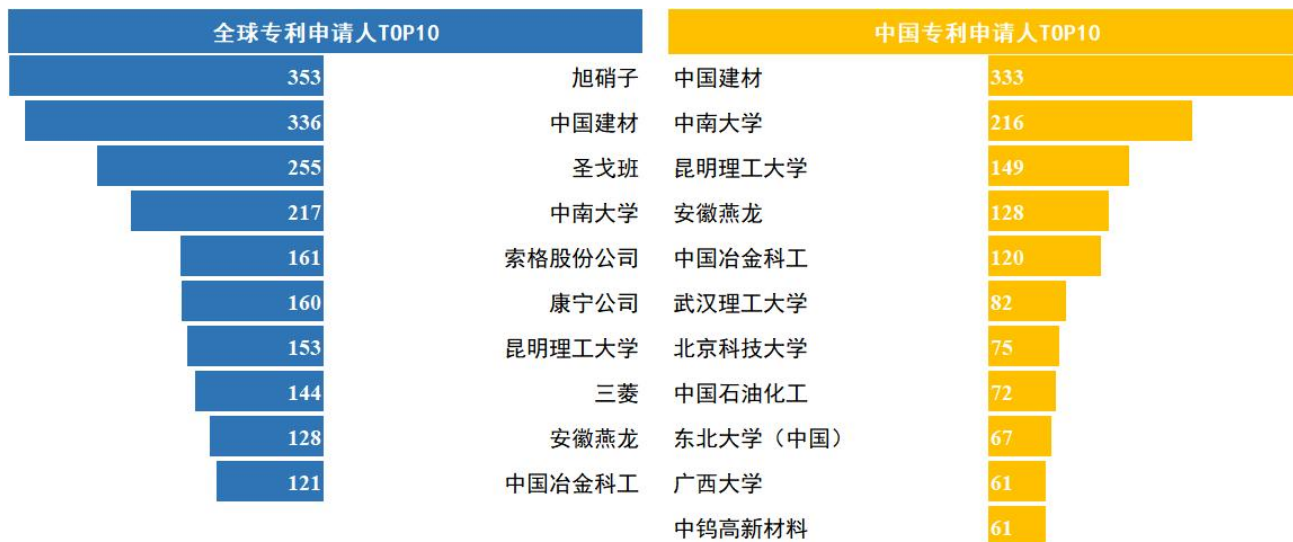 全球专利申请人TOP10
353 旭硝子
336 中国建材
255 圣戈班
217 中南大学
161 索格股份公司
160 康宁公司
153 昆明理工大学
144 三菱
128 安徽燕龙
121 中国冶金科工
中国专利申请人TOP10
中国建材 333
中南大学 216
昆明理工大学 149
安徽燕龙 128
中国冶金科工 120
武汉理工大学 82
北京科技大学 75
中国石油化工 72
东北大学（中国） 67
广西大学 61
中钨高新材料 61